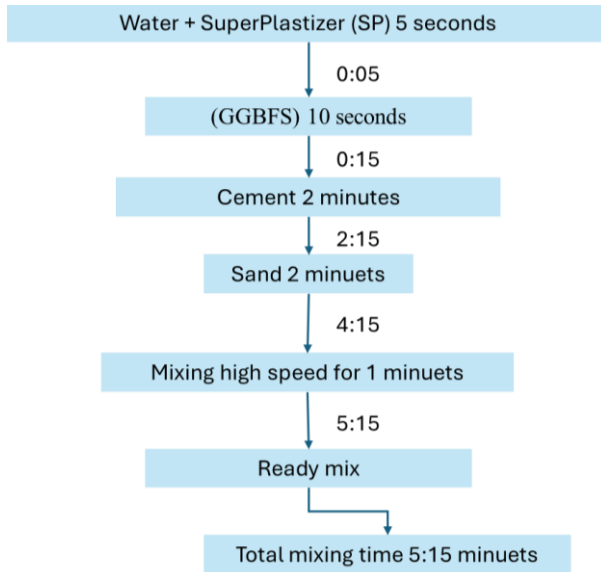 Water + SuperPlastizer (SP) 5 seconds
0:05
(GGBFS) 10 seconds
0:15
Cement 2 minutes
2:15
Sand 2 minuets
4:15
Mixing high speed for 1 minuets
5:15
Ready mix
Total mixing time 5:15 minuets